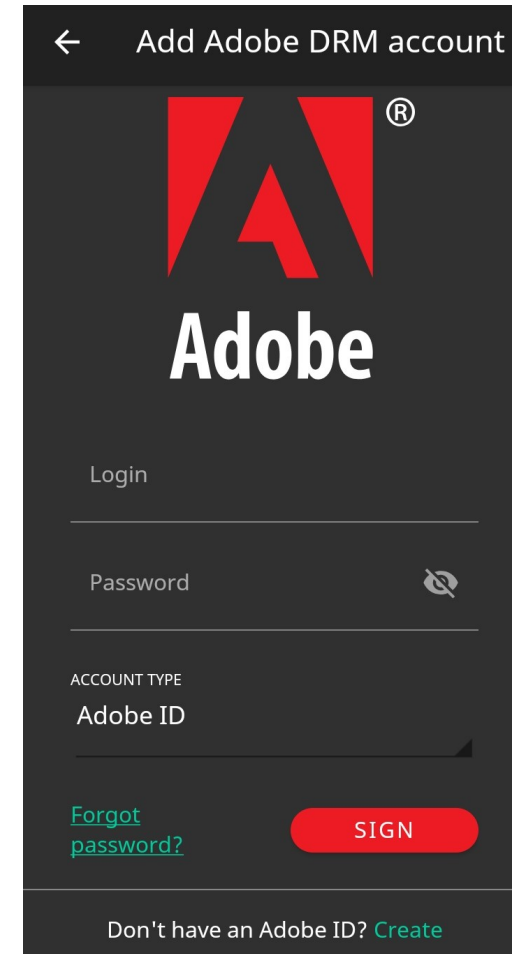 Add Adobe DRM account
®
Adobe
Login
Password
ACCOUNT TYPE
Adobe ID
Forgot
password?
SIGN
Don't have an Adobe ID? Create